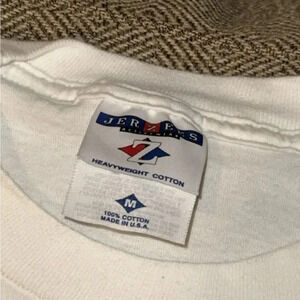 JERZEES
Z
HEAVYWEIGHT COTTON
M
100% COTTON
MADE IN U.S.A.